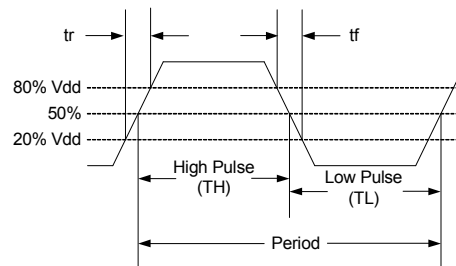 tr
tf
80% Vdd
50%
20% Vdd
High Pulse
(TH)
Low Pulse
(TL)
Period